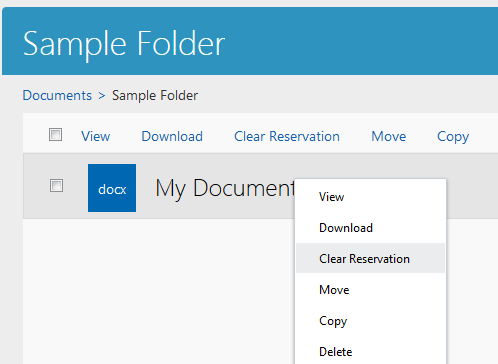 Sample Folder
Documents > Sample Folder
View Download Clear Reservation Move Copy
docx My Document
View
Download
Clear Reservation
Move
Copy
Delete